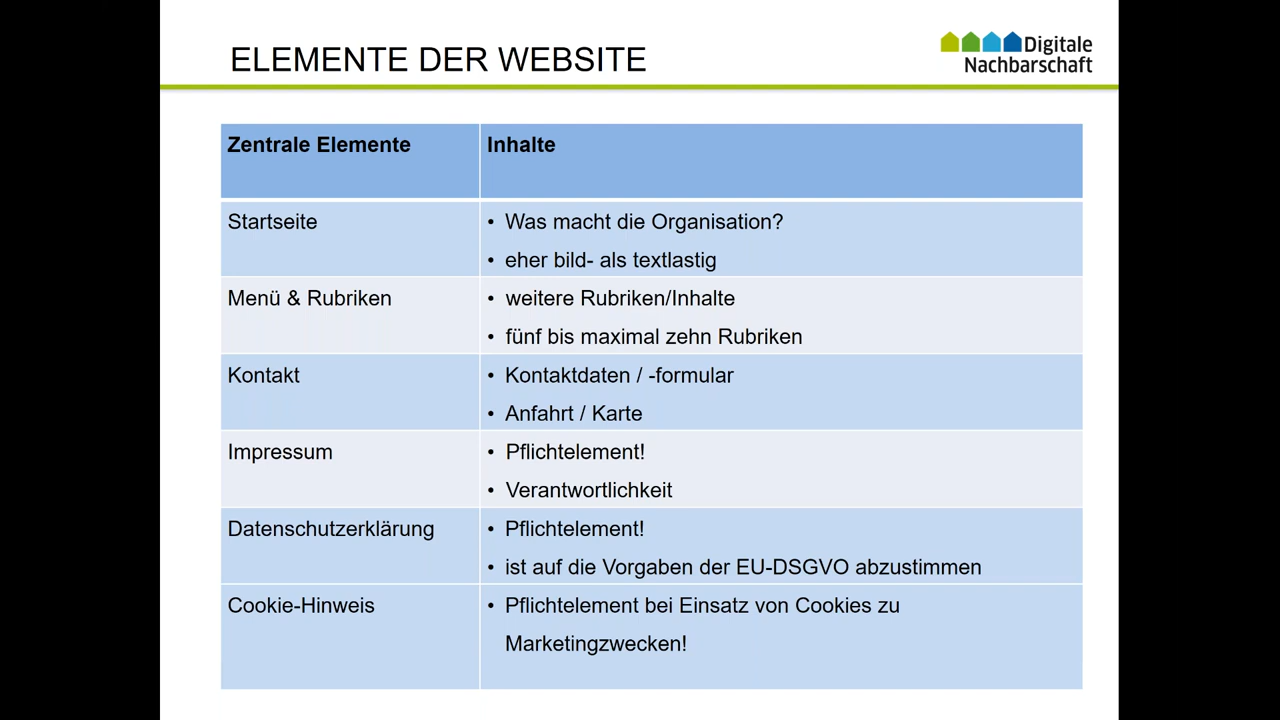 ELEMENTE DER WEBSITE
Digitale
Nachbarschaft
Zentrale Elemente
Inhalte
Startseite
• Was macht die Organisation?
• eher bild- als textlastig
Menü & Rubriken
• weitere Rubriken/Inhalte
• fünf bis maximal zehn Rubriken
Kontakt
• Kontaktdaten / -formular
• Anfahrt / Karte
Impressum
• Pflichtelement!
• Verantwortlichkeit
Datenschutzerklärung
• Pflichtelement!
• ist auf die Vorgaben der EU-DSGVO abzustimmen
Cookie-Hinweis
• Pflichtelement bei Einsatz von Cookies zu
Marketingzwecken!